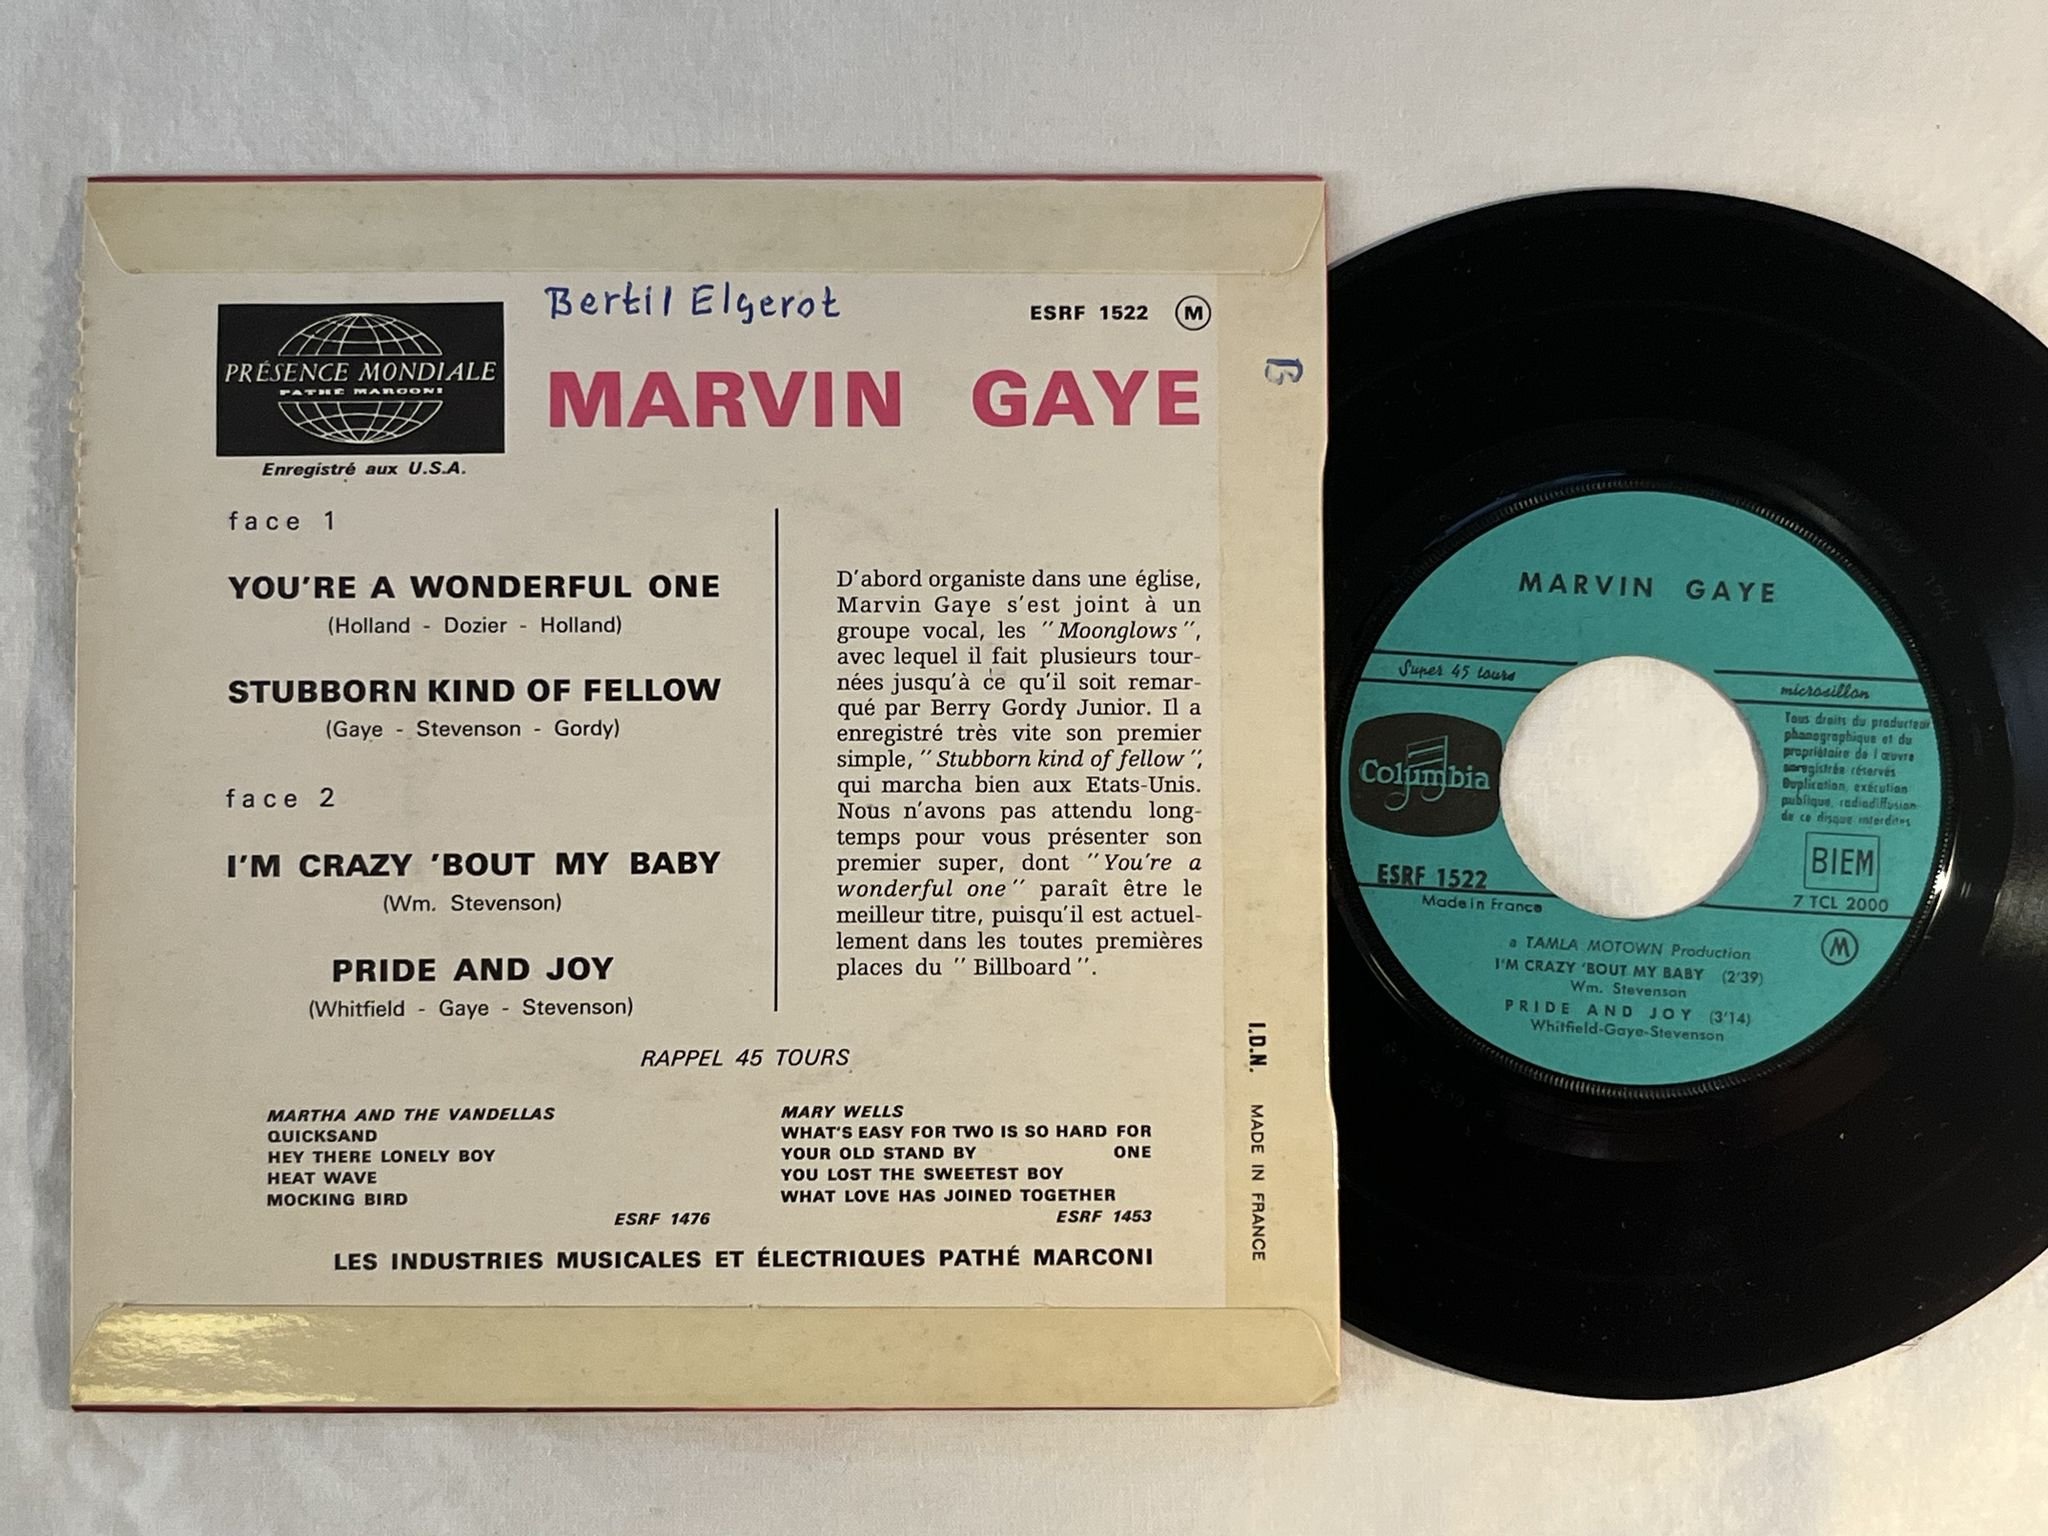 Bertil Elgerot
ESRF 1522 M
PRÉSENCE MONDIALE
PATHÉ MARCONI
Enregistré aux U.S.A.
MARVIN GAYE
face 1
YOU'RE A WONDERFUL ONE
(Holland - Dozier - Holland)
STUBBORN KIND OF FELLOW
(Gaye - Stevenson - Gordy)
face 2
I'M CRAZY 'BOUT MY BABY
(Wm. Stevenson)
PRIDE AND JOY
(Whitfield - Gaye - Stevenson)
D'abord organiste dans une église,
Marvin Gaye s'est joint à un
groupe vocal, les "Moonglows",
avec lequel il fait plusieurs tour-
nées jusqu'à ce qu'il soit remar-
qué par Berry Gordy Junior. Il a
enregistré très vite son premier
simple, "Stubborn kind of fellow",
qui marcha bien aux Etats-Unis.
Nous n'avons pas attendu long-
temps pour vous présenter son
premier super, dont "You're a
wonderful one" paraît être le
meilleur titre, puisqu'il est actuel-
lement dans les toutes premières
places du "Billboard".
RAPPEL 45 TOURS
MARTHA AND THE VANDELLAS
QUICKSAND
HEY THERE LONELY BOY
HEAT WAVE
MOCKING BIRD
ESRF 1476
MARY WELLS
WHAT'S EASY FOR TWO IS SO HARD FOR
YOUR OLD STAND BY ONE
YOU LOST THE SWEETEST BOY
WHAT LOVE HAS JOINED TOGETHER
ESRF 1453
LES INDUSTRIES MUSICALES ET ÉLECTRIQUES PATHÉ MARCONI
I.D.N. MADE IN FRANCE
MARVIN GAYE
Super 45 tours
microsillon
Columbia
Tous droits du producteur
phonographique et du
propriétaire de l'œuvre
enregistrée réservés
Duplication, exécution
publique, radiodiffusion
de ce disque interdites
BIEM
ESRF 1522
Made in France
7 TCL 2000
M
a TAMLA MOTOWN Production
I'M CRAZY 'BOUT MY BABY (2'39)
Wm. Stevenson
PRIDE AND JOY (3'14)
Whitfield-Gaye-Stevenson